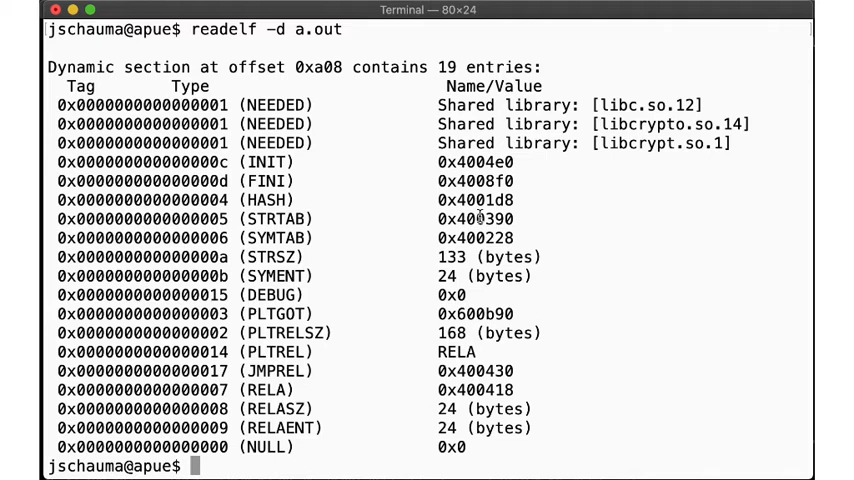 Terminal — 80×24
jschauma@apue$ readelf -d a.out
Dynamic section at offset 0xa08 contains 19 entries:
Tag Type Name/Value
0x0000000000000001 (NEEDED) Shared library: [libc.so.12]
0x0000000000000001 (NEEDED) Shared library: [libcrypto.so.14]
0x0000000000000001 (NEEDED) Shared library: [libcrypt.so.1]
0x000000000000000c (INIT) 0x4004e0
0x000000000000000d (FINI) 0x4008f0
0x0000000000000004 (HASH) 0x4001d8
0x0000000000000005 (STRTAB) 0x400390
0x0000000000000006 (SYMTAB) 0x400228
0x000000000000000a (STRSZ) 133 (bytes)
0x000000000000000b (SYMENT) 24 (bytes)
0x0000000000000015 (DEBUG) 0x0
0x0000000000000003 (PLTGOT) 0x600b90
0x0000000000000002 (PLTRELSZ) 168 (bytes)
0x0000000000000014 (PLTREL) RELA
0x0000000000000017 (JMPREL) 0x400430
0x0000000000000007 (RELA) 0x400418
0x0000000000000008 (RELASZ) 24 (bytes)
0x0000000000000009 (RELAENT) 24 (bytes)
0x0000000000000000 (NULL) 0x0
jschauma@apue$